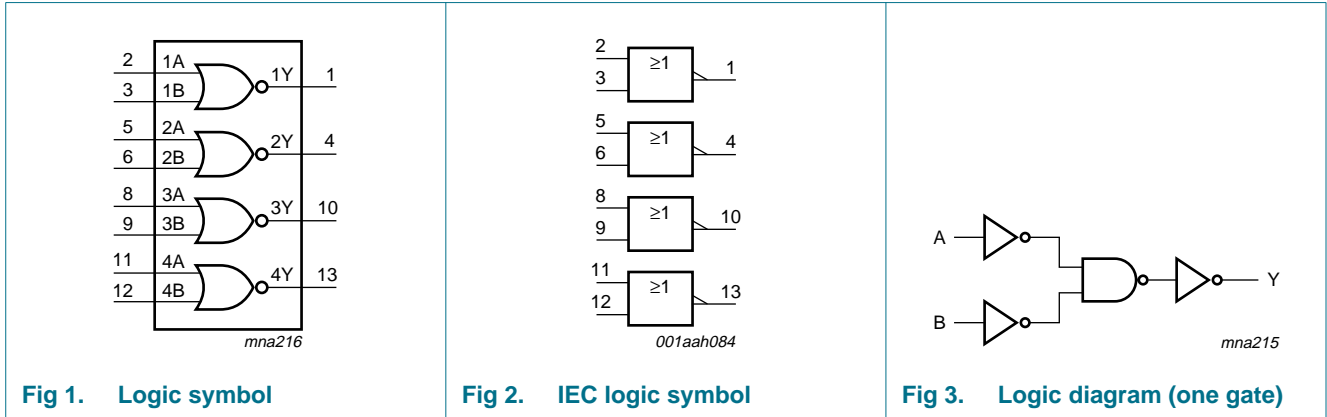 2 1A 1Y 1
3 1B
5 2A 2Y 4
6 2B
8 3A 3Y 10
9 3B
11 4A 4Y 13
12 4B
mna216
Fig 1. Logic symbol
2 ≥1 1
3
5 ≥1 4
6
8 ≥1 10
9
11 ≥1 13
12
001aah084
Fig 2. IEC logic symbol
A
Y
B
mna215
Fig 3. Logic diagram (one gate)